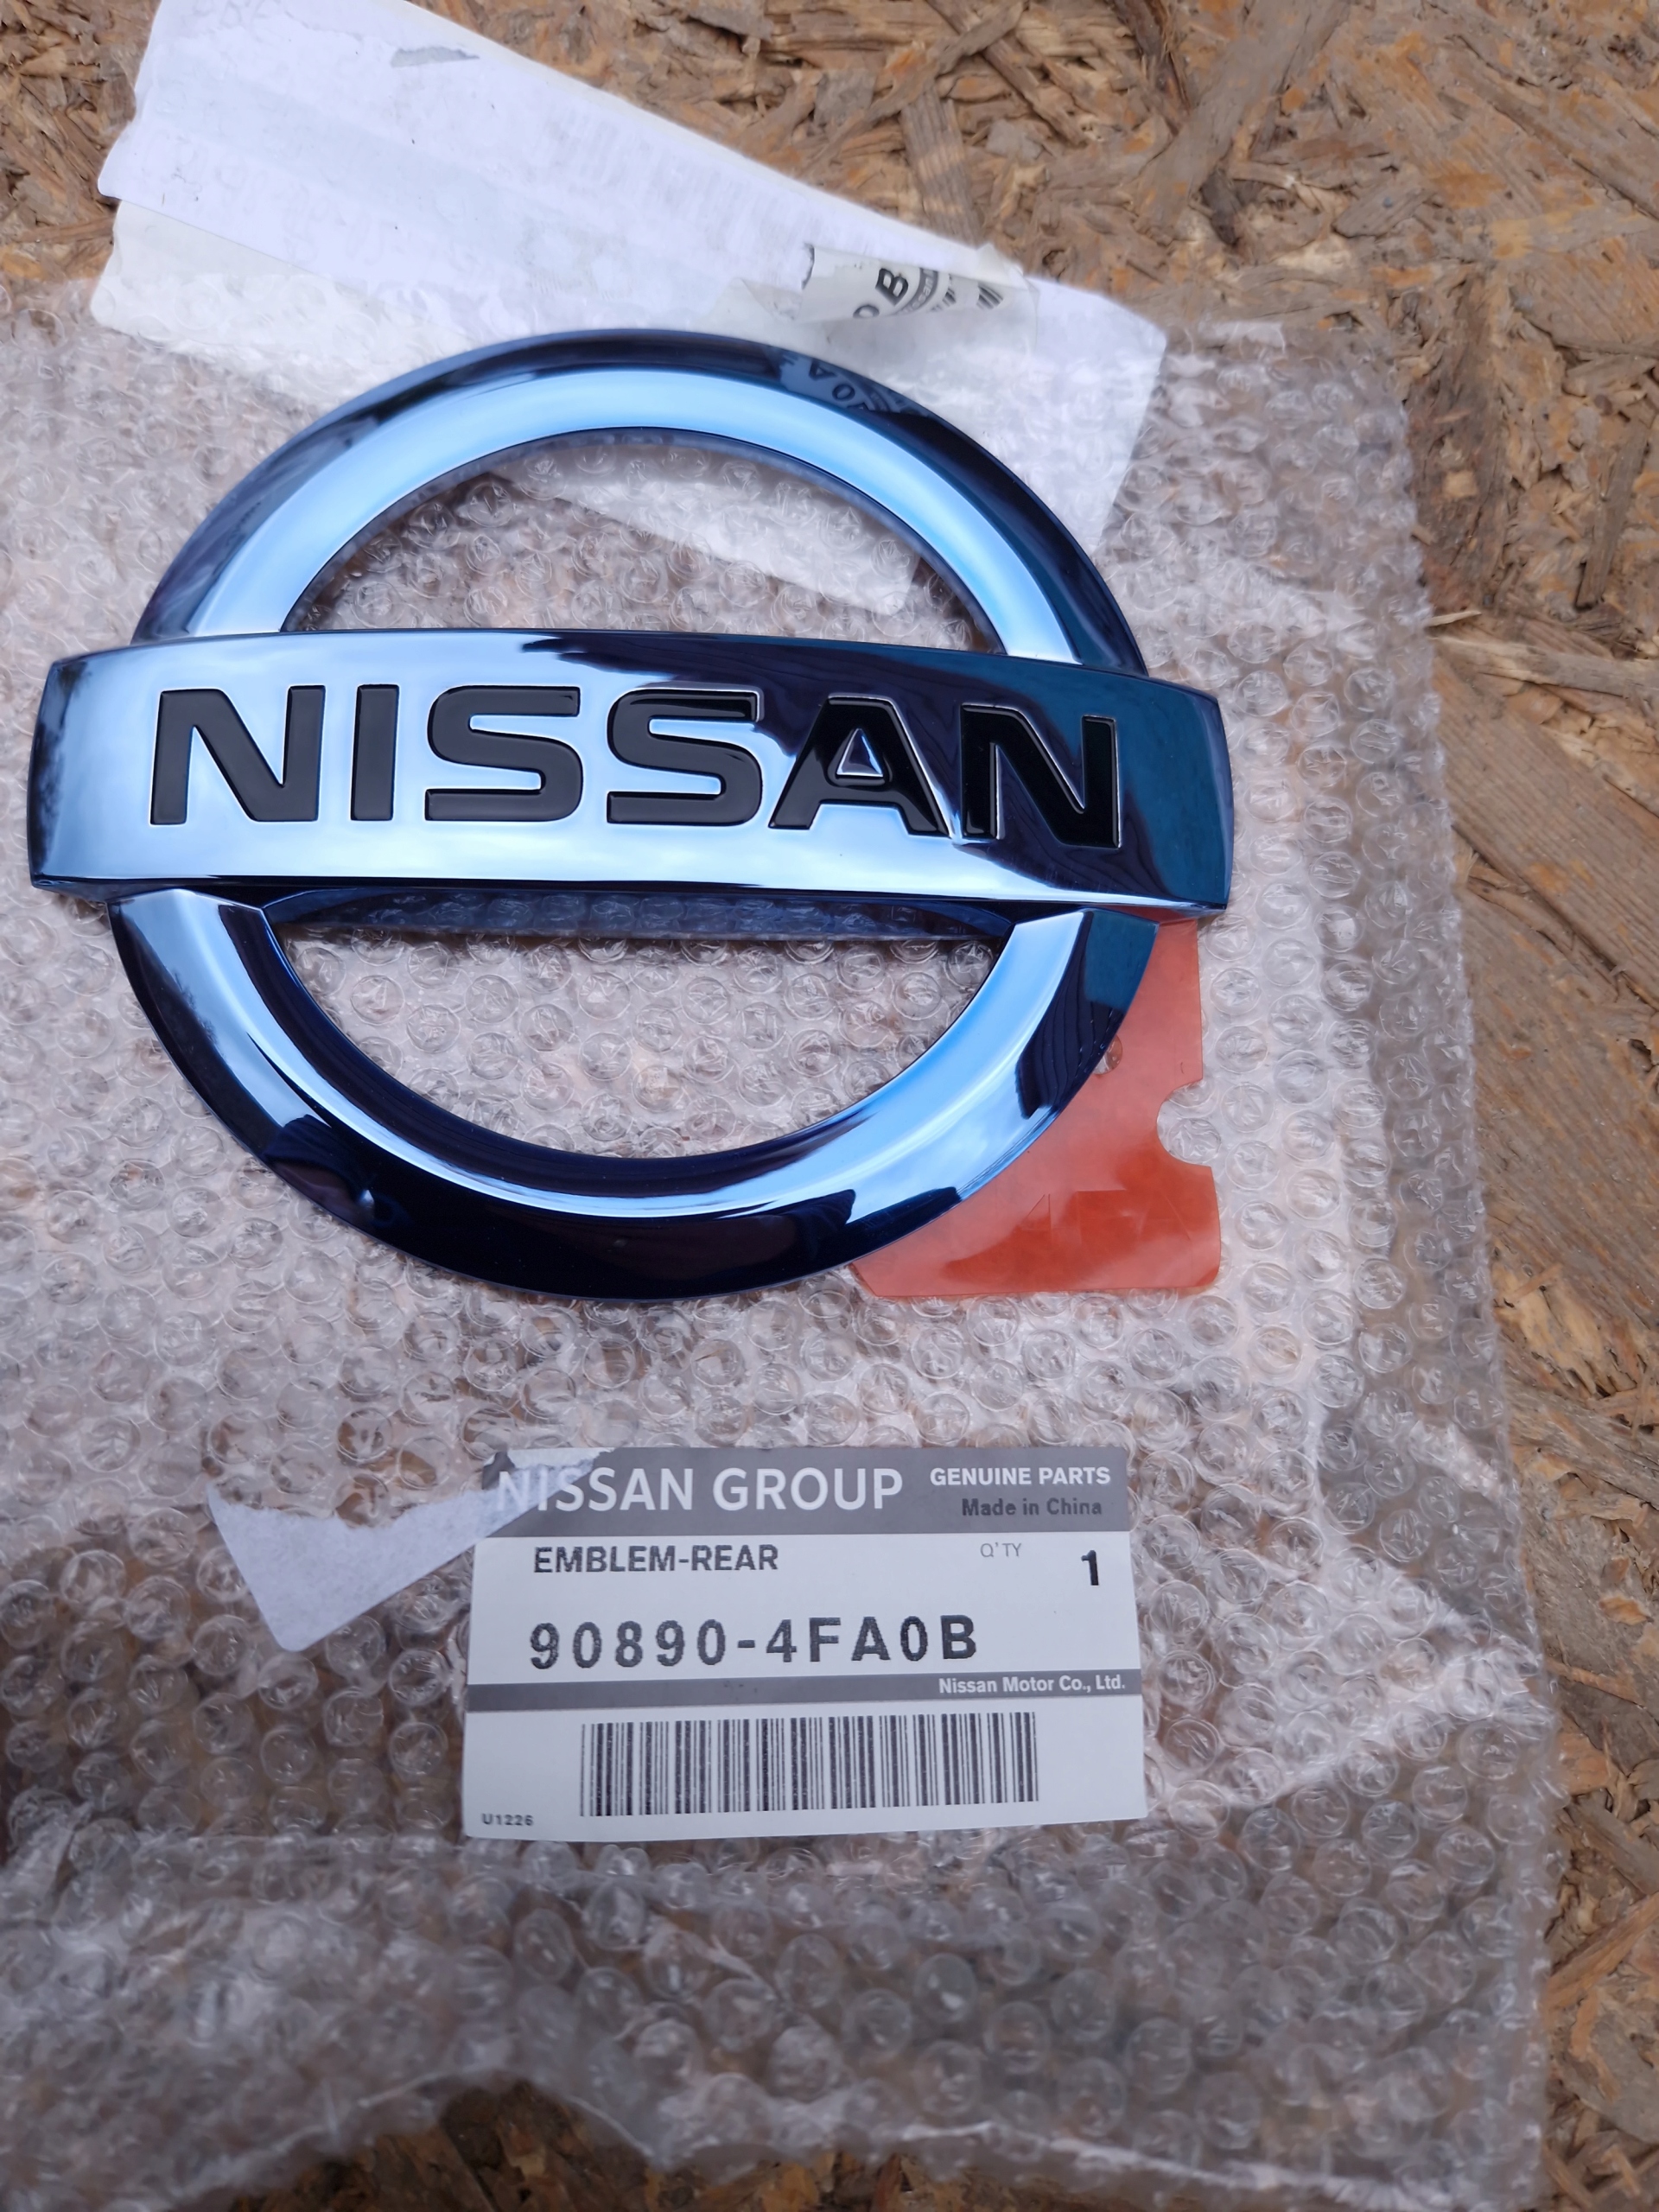 NISSAN
NISSAN GROUP
GENUINE PARTS
Made in China
EMBLEM-REAR
Q'TY
1
90890-4FA0B
Nissan Motor Co., Ltd.
U1226